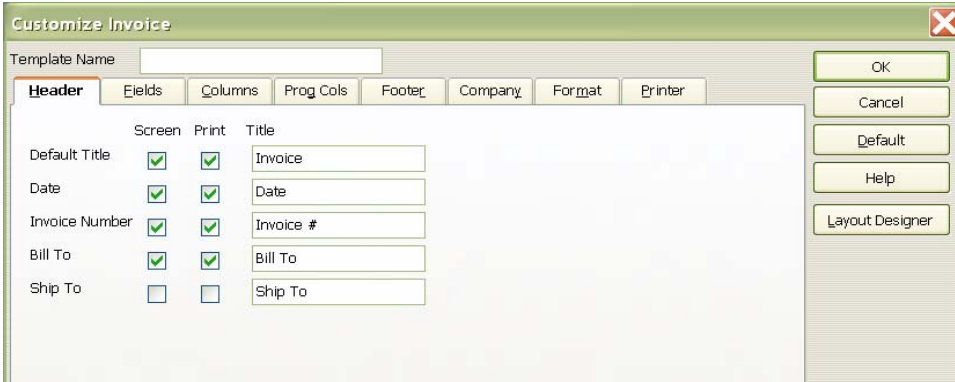 Customize Invoice
Template Name
OK
Header Fields Columns Prog Cols Footer Company Format Printer
Cancel
Screen Print Title
Default Title Invoice
Default
Date Date
Help
Invoice Number Invoice #
Layout Designer
Bill To Bill To
Ship To Ship To